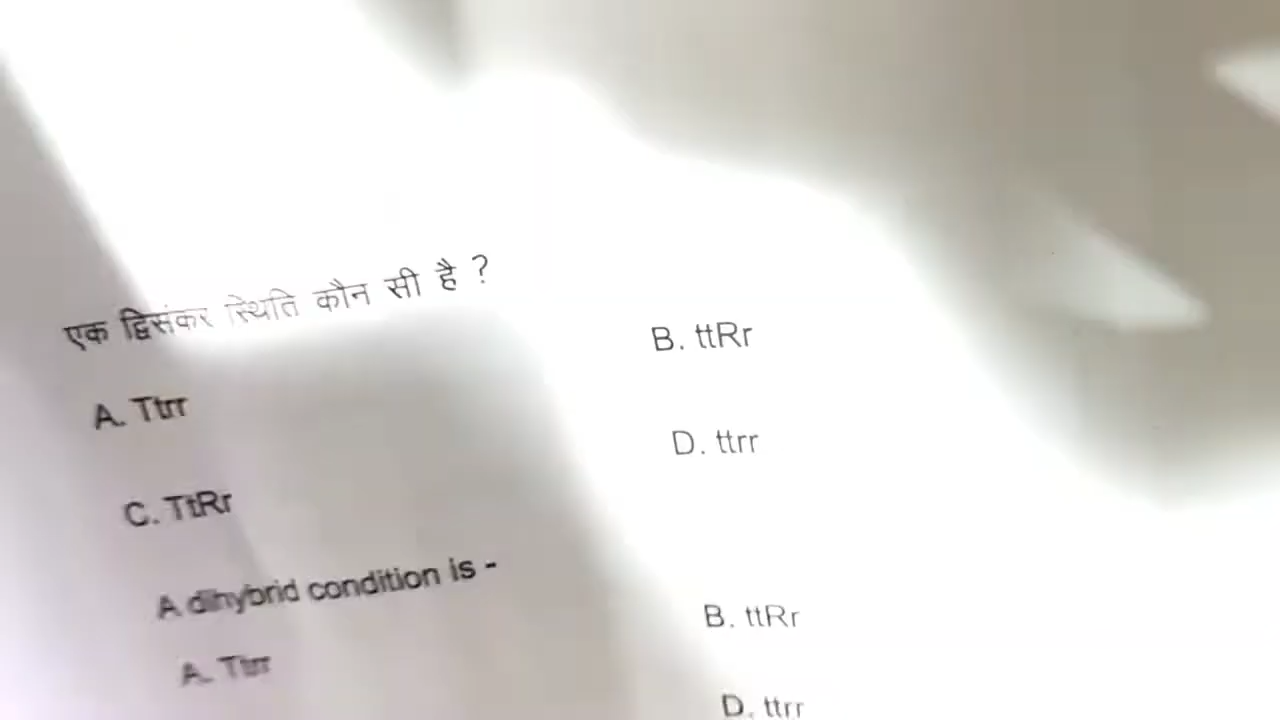 एक द्विसंकर स्थिति कौन सी है ?
A. Ttrr B. ttRr
C. TtRr D. ttrr
A dihybrid condition is -
A. Ttrr B. ttRr
D. ttrr